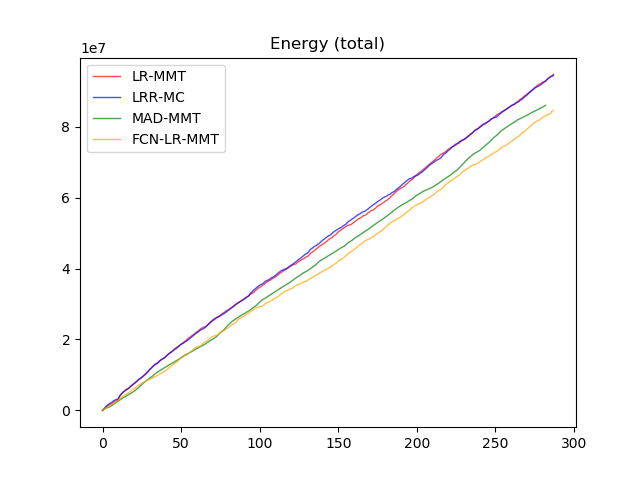 Energy (total)
1e7
LR-MMT
LRR-MC
MAD-MMT
FCN-LR-MMT
8
6
4
2
0
0 50 100 150 200 250 300